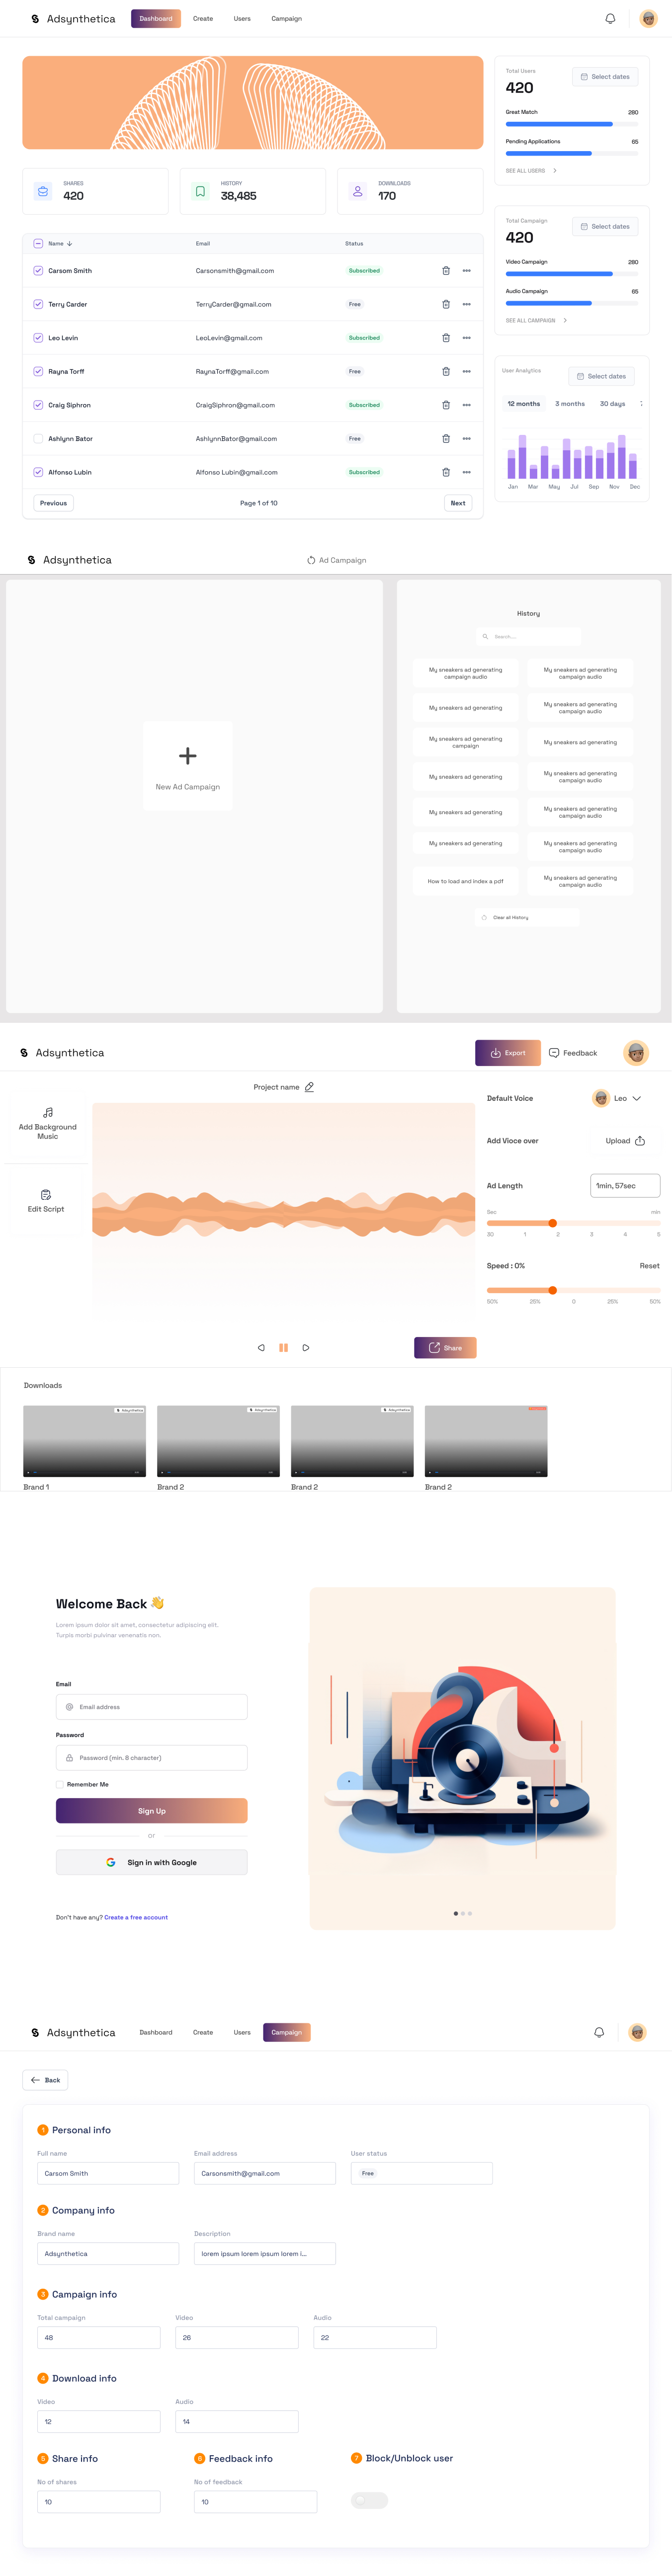 Adsynthetica
Dashboard Create Users Campaign
SHARES
420
HISTORY
38,485
DOWNLOADS
170
Name Email Status
Carsom Smith Carsonsmith@gmail.com Subscribed
Terry Carder TerryCarder@gmail.com Free
Leo Levin LeoLevin@gmail.com Subscribed
Rayna Torff RaynaTorff@gmail.com Free
Craig Siphron CraigSiphron@gmail.com Subscribed
Ashlynn Bator AshlynnBator@gmail.com Free
Alfonso Lubin Alfonso Lubin@gmail.com Subscribed
Previous Page 1 of 10 Next
Total Users
420
Select dates
Great Match 280
Pending Applications 65
SEE ALL USERS
Total Campaign
420
Select dates
Video Campaign 280
Audio Campaign 65
SEE ALL CAMPAIGN
User Analytics
Select dates
12 months 3 months 30 days
Jan Mar May Jul Sep Nov Dec
Adsynthetica
Ad Campaign
New Ad Campaign
History
Search.....
My sneakers ad generating
campaign audio
My sneakers ad generating
campaign audio
My sneakers ad generating
My sneakers ad generating
campaign audio
My sneakers ad generating
campaign
My sneakers ad generating
My sneakers ad generating
My sneakers ad generating
campaign audio
My sneakers ad generating
My sneakers ad generating
campaign audio
My sneakers ad generating
My sneakers ad generating
campaign audio
How to load and index a pdf
My sneakers ad generating
campaign audio
Clear all History
Adsynthetica
Export
Feedback
Add Background
Music
Edit Script
Project name
Default Voice
Leo
Add Vioce over
Upload
Ad Length
1min, 57sec
Sec min
30 1 2 3 4 5
Speed : 0% Reset
50% 25% 0 25% 50%
Share
Downloads
Adsynthetica
Adsynthetica
Adsynthetica
Brand 1
Brand 2
Brand 2
Brand 2
Welcome Back 👋
Lorem ipsum dolor sit amet, consectetur adipiscing elit.
Turpis morbi pulvinar venenatis non.
Email
Email address
Password
Password (min. 8 character)
Remember Me
Sign Up
or
Sign in with Google
Don't have any? Create a free account
Adsynthetica
Dashboard Create Users Campaign
Back
1 Personal info
Full name Email address User status
Carsom Smith Carsonsmith@gmail.com Free
2 Company info
Brand name Description
Adsynthetica lorem ipsum lorem ipsum lorem i...
3 Campaign info
Total campaign Video Audio
48 26 22
4 Download info
Video Audio
12 14
5 Share info 6 Feedback info 7 Block/Unblock user
No of shares No of feedback
10 10